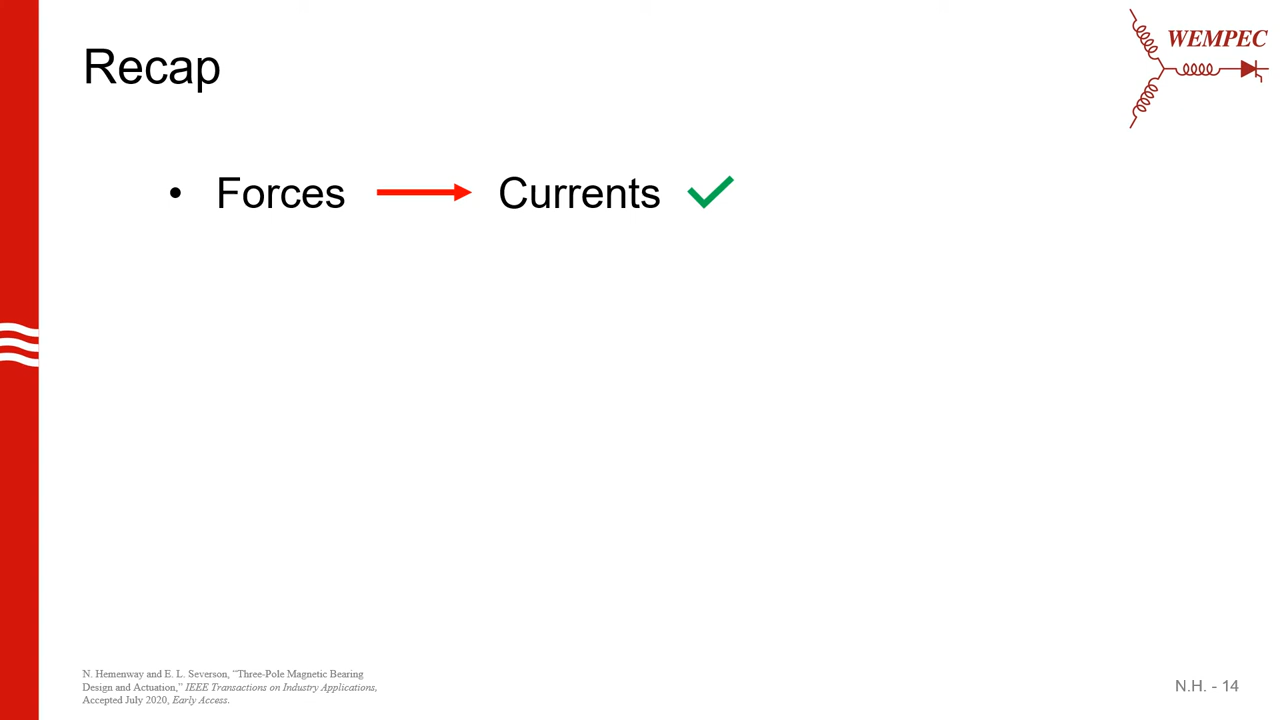 WEMPEC
Recap
• Forces Currents
N. Hemenway and E. L. Severson, “Three-Pole Magnetic Bearing
Design and Actuation,” IEEE Transactions on Industry Applications,
Accepted July 2020, Early Access.
N.H. - 14